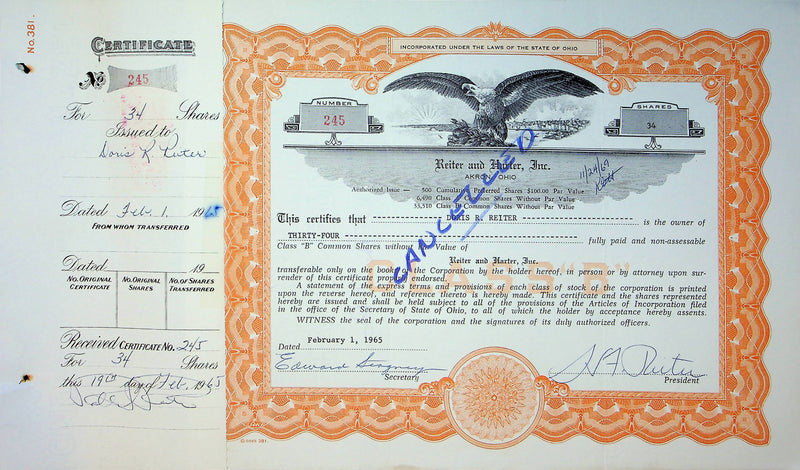 No. 381.
CERTIFICATE
No 245
For 34 Shares
Issued to
Doris R. Reiter
Dated Feb. 1. 1965
FROM WHOM TRANSFERRED
Dated 19
NO. ORIGINAL CERTIFICATE
NO. ORIGINAL SHARES
NO. OF SHARES TRANSFERRED
Received CERTIFICATE NO. 245
For 34 Shares
this 19th day of Feb. 1965
INCORPORATED UNDER THE LAWS OF THE STATE OF OHIO
NUMBER
245
SHARES
34
Reiter and Harter, Inc.
AKRON, OHIO
11/24/69
Authorized Issue — 500 Cumulative Preferred Shares $100.00 Par Value
6,490 Class "A" Common Shares Without Par Value
Class "B" Common Shares Without Par Value
CANCELLED
This certifies that DORIS R. REITER is the owner of
THIRTY-FOUR fully paid and non-assessable
Class "B" Common Shares without Par Value of
Reiter and Harter, Inc.
CLASS "B"
transferable only on the books of the Corporation by the holder hereof, in person or by attorney upon sur-
render of this certificate properly endorsed.
A statement of the express terms and provisions of each class of stock of the corporation is printed
upon the reverse hereof, and reference thereto is hereby made. This certificate and the shares represented
hereby are issued and shall be held subject to all of the provisions of the Articles of Incorporation filed
in the office of the Secretary of State of Ohio, to all of which the holder by acceptance hereby assents.
WITNESS the seal of the corporation and the signatures of its duly authorized officers.
Dated February 1, 1965
Edward
Secretary
H. F. Reiter
President